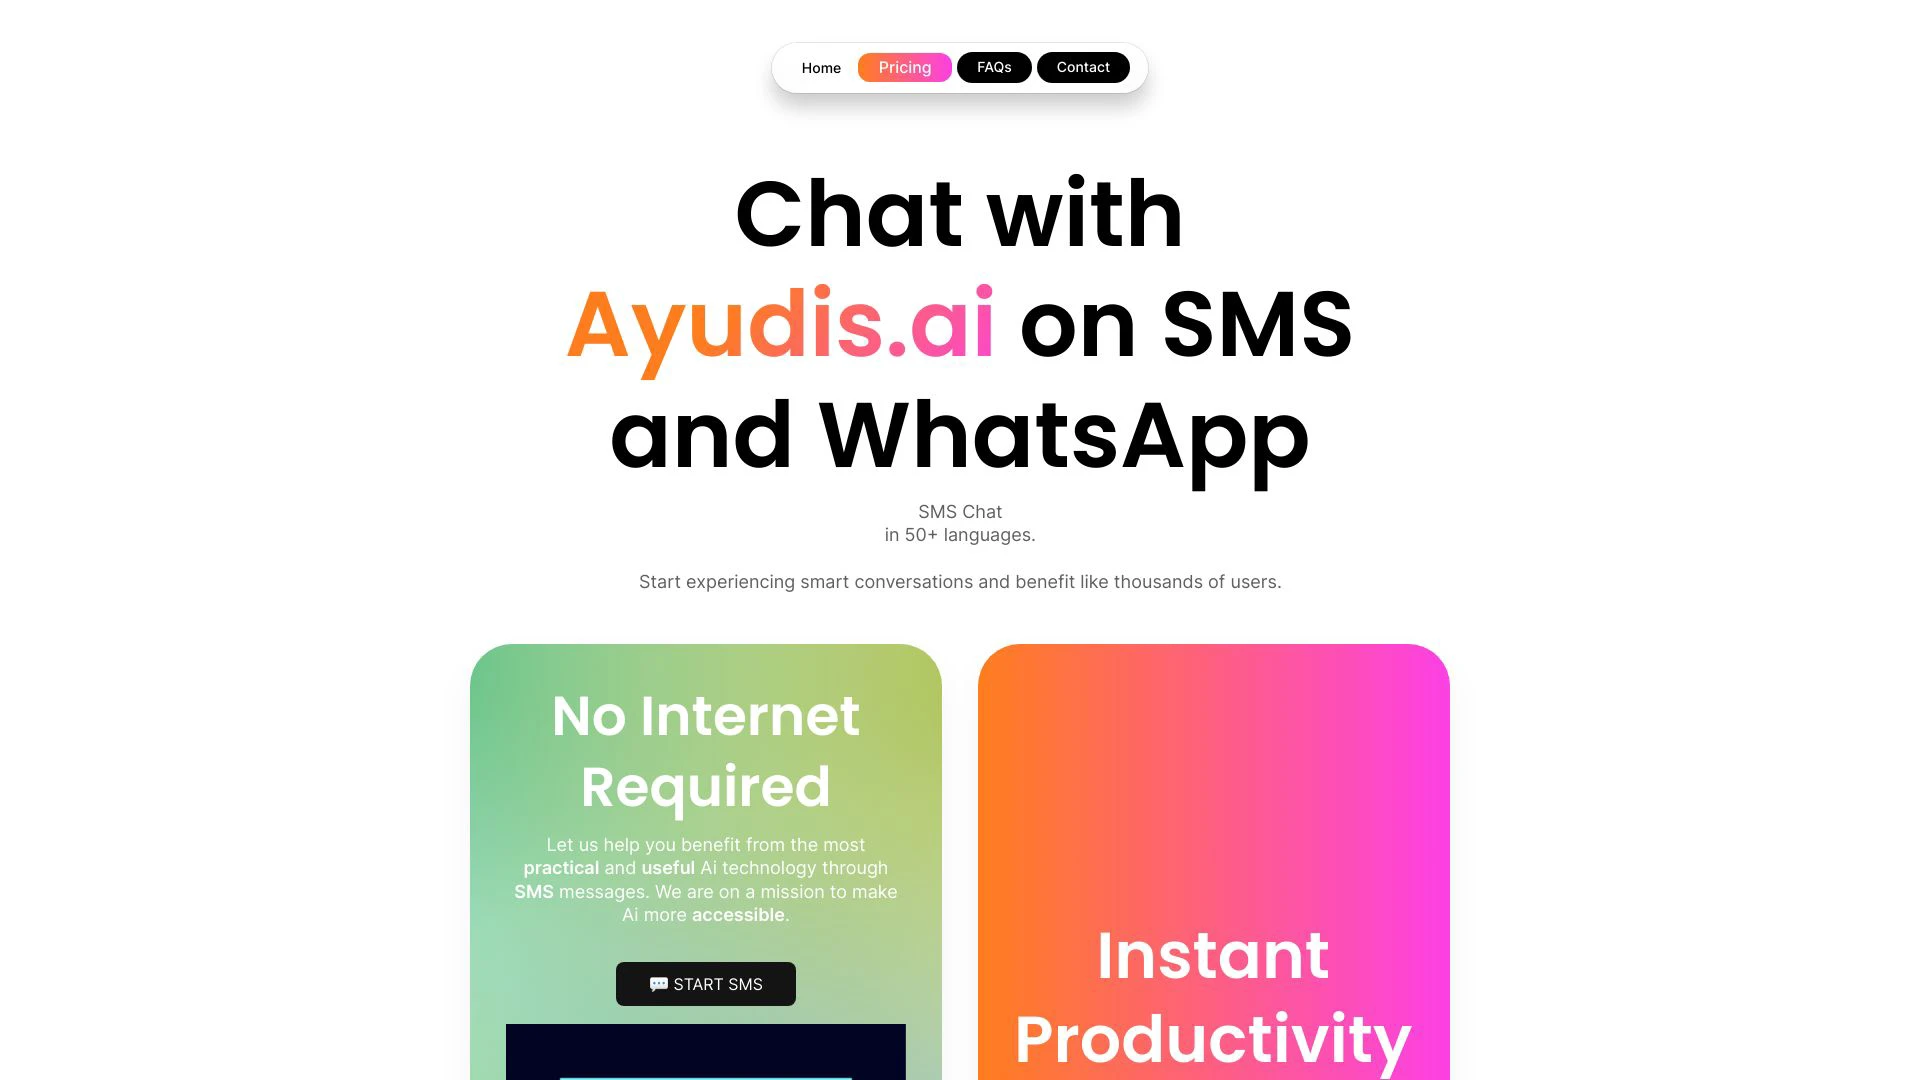 Home Pricing FAQs Contact
Chat with
Ayudis.ai on SMS
and WhatsApp
SMS Chat
in 50+ languages.
Start experiencing smart conversations and benefit like thousands of users.
No Internet
Required
Let us help you benefit from the most
practical and useful Ai technology through
SMS messages. We are on a mission to make
Ai more accessible.
💬 START SMS
Instant
Productivity